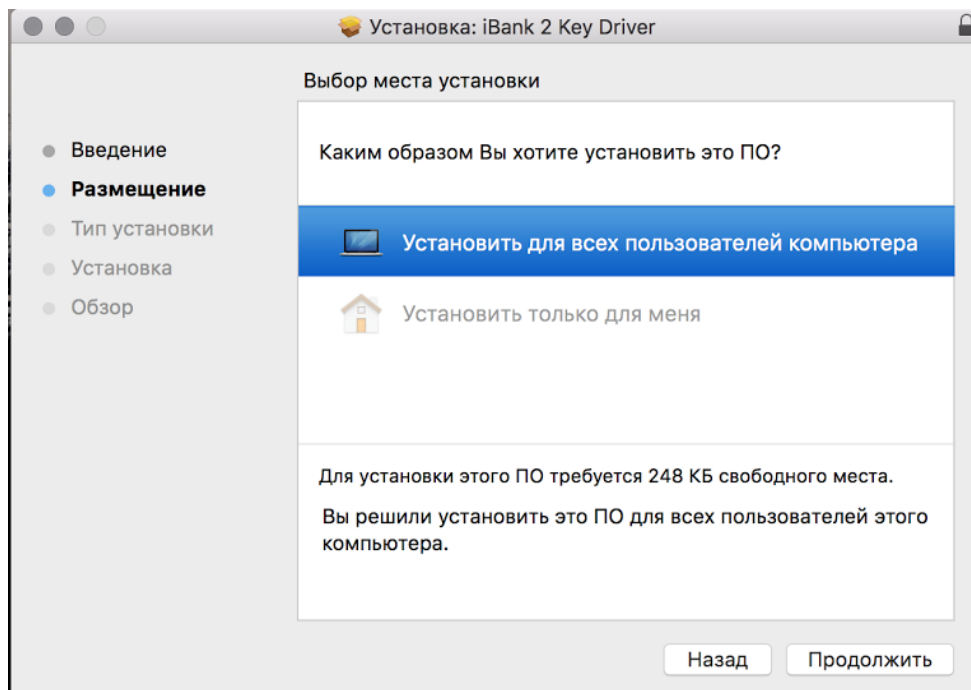 Установка: iBank 2 Key Driver
Выбор места установки
Введение
Размещение
Тип установки
Установка
Обзор
Каким образом Вы хотите установить это ПО?
Установить для всех пользователей компьютера
Установить только для меня
Для установки этого ПО требуется 248 КБ свободного места.
Вы решили установить это ПО для всех пользователей этого
компьютера.
Назад
Продолжить